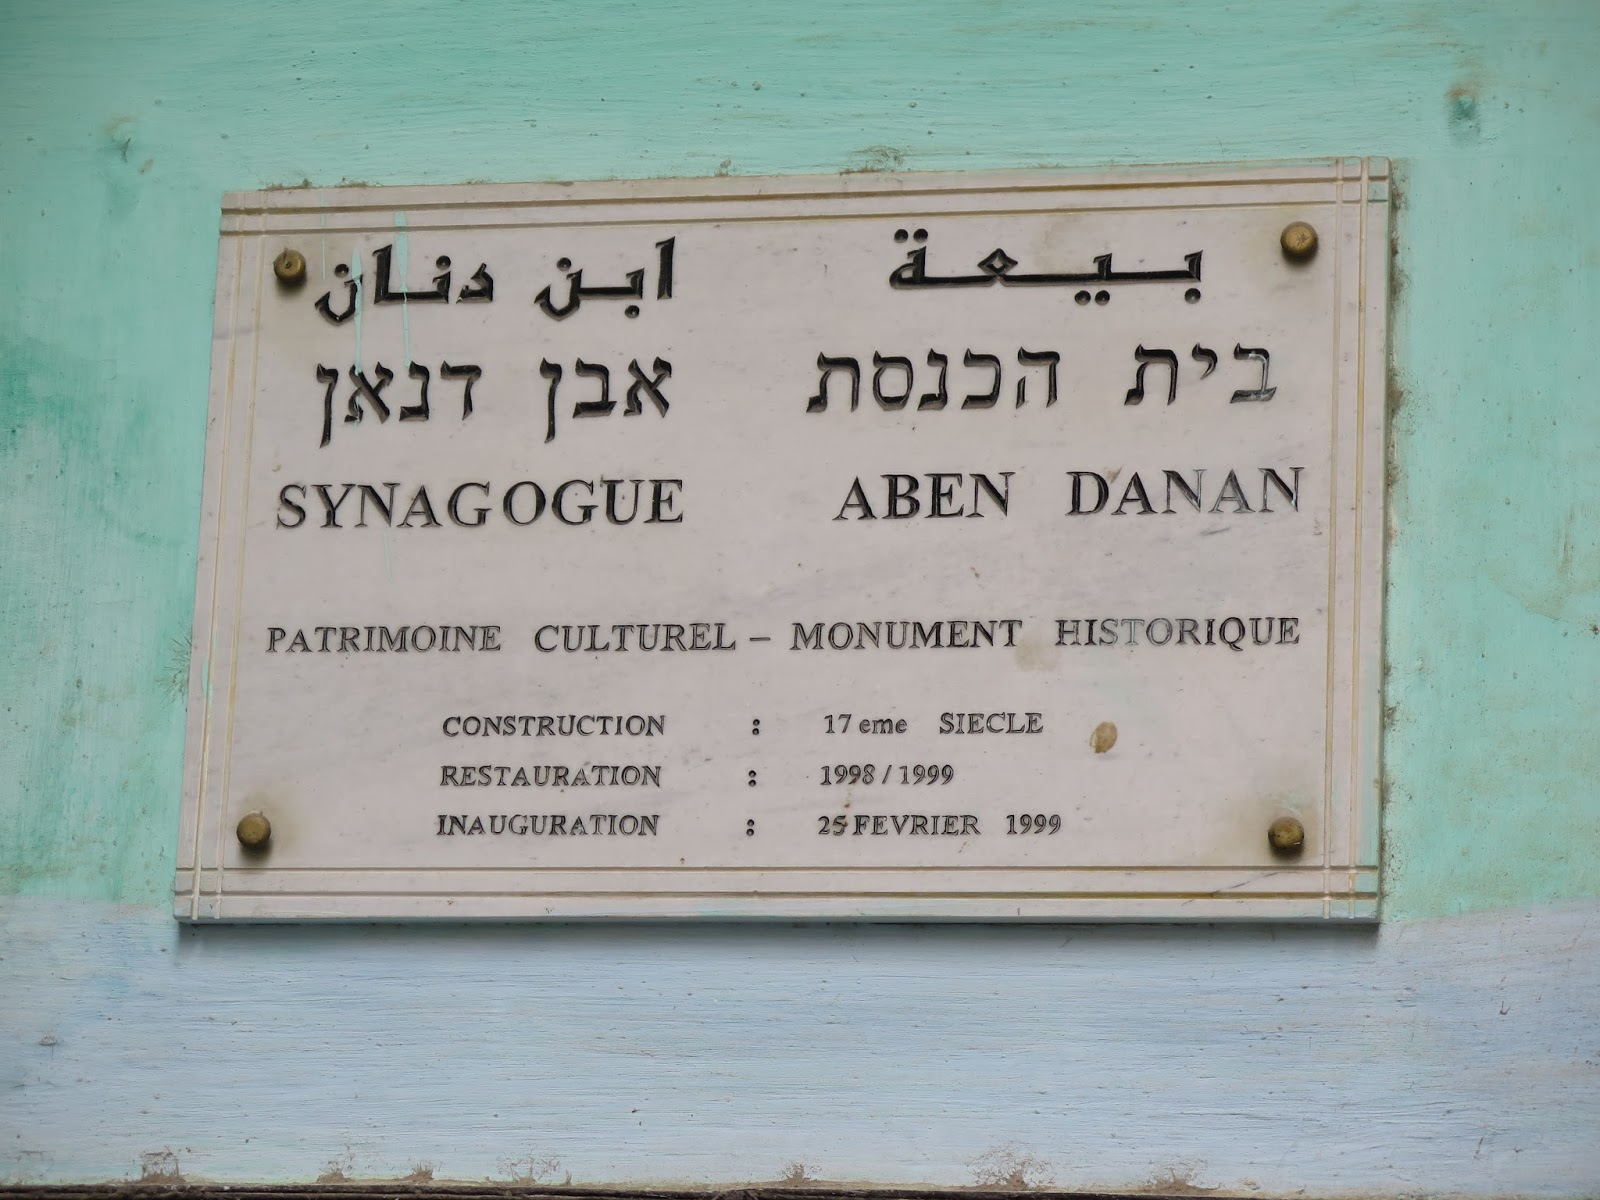 بيعة ابن دنان
בית הכנסת אבן דנאן
SYNAGOGUE ABEN DANAN
PATRIMOINE CULTUREL – MONUMENT HISTORIQUE
CONSTRUCTION : 17 eme SIECLE
RESTAURATION : 1998 / 1999
INAUGURATION : 25 FEVRIER 1999